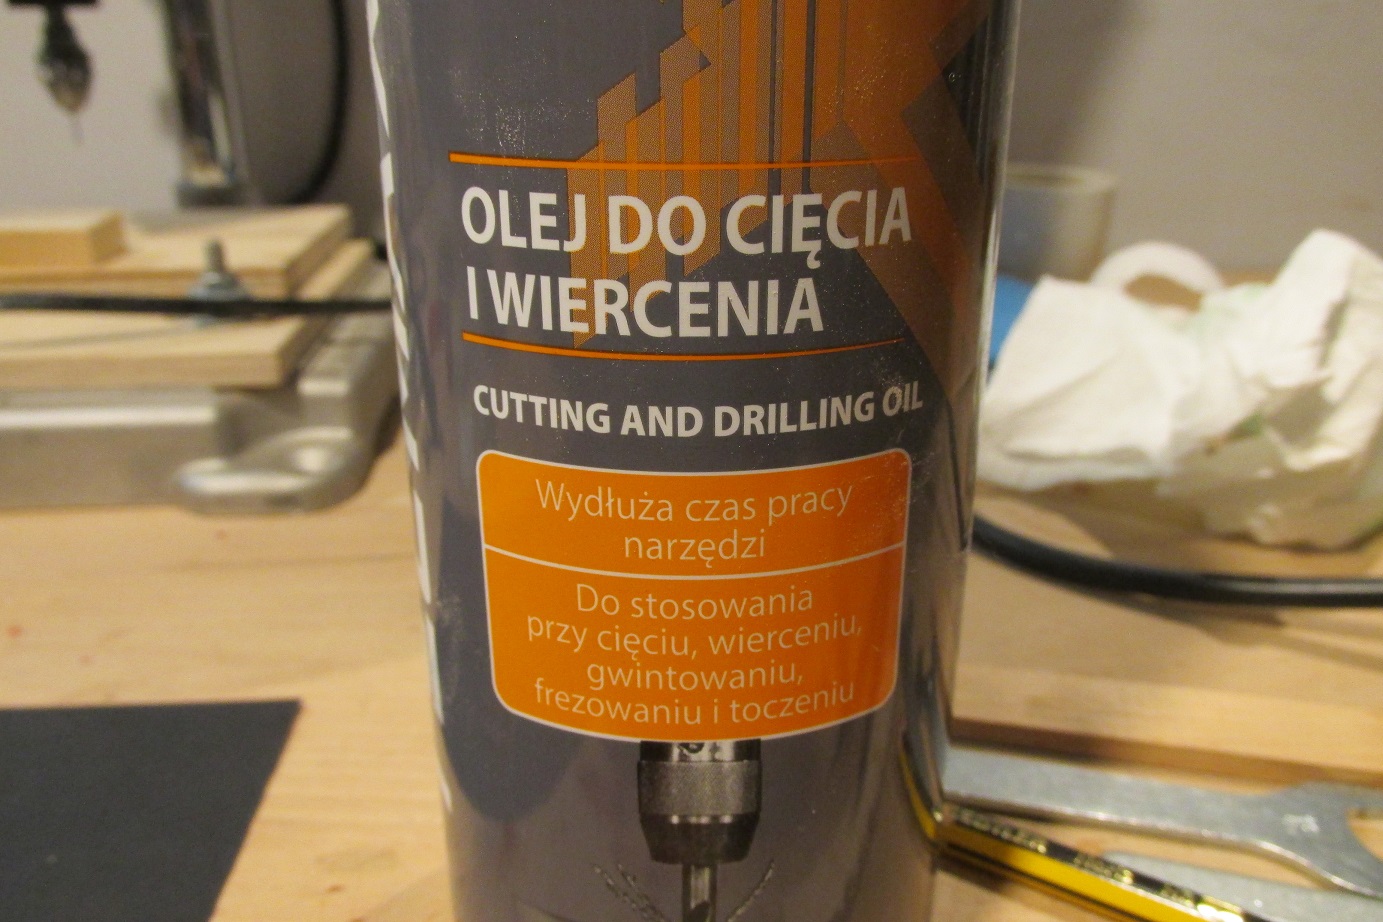 OLEJ DO CIĘCIA
I WIERCENIA
CUTTING AND DRILLING OIL
Wydłuża czas pracy
narzędzi
Do stosowania
przy cięciu, wierceniu,
gwintowaniu,
frezowaniu i toczeniu